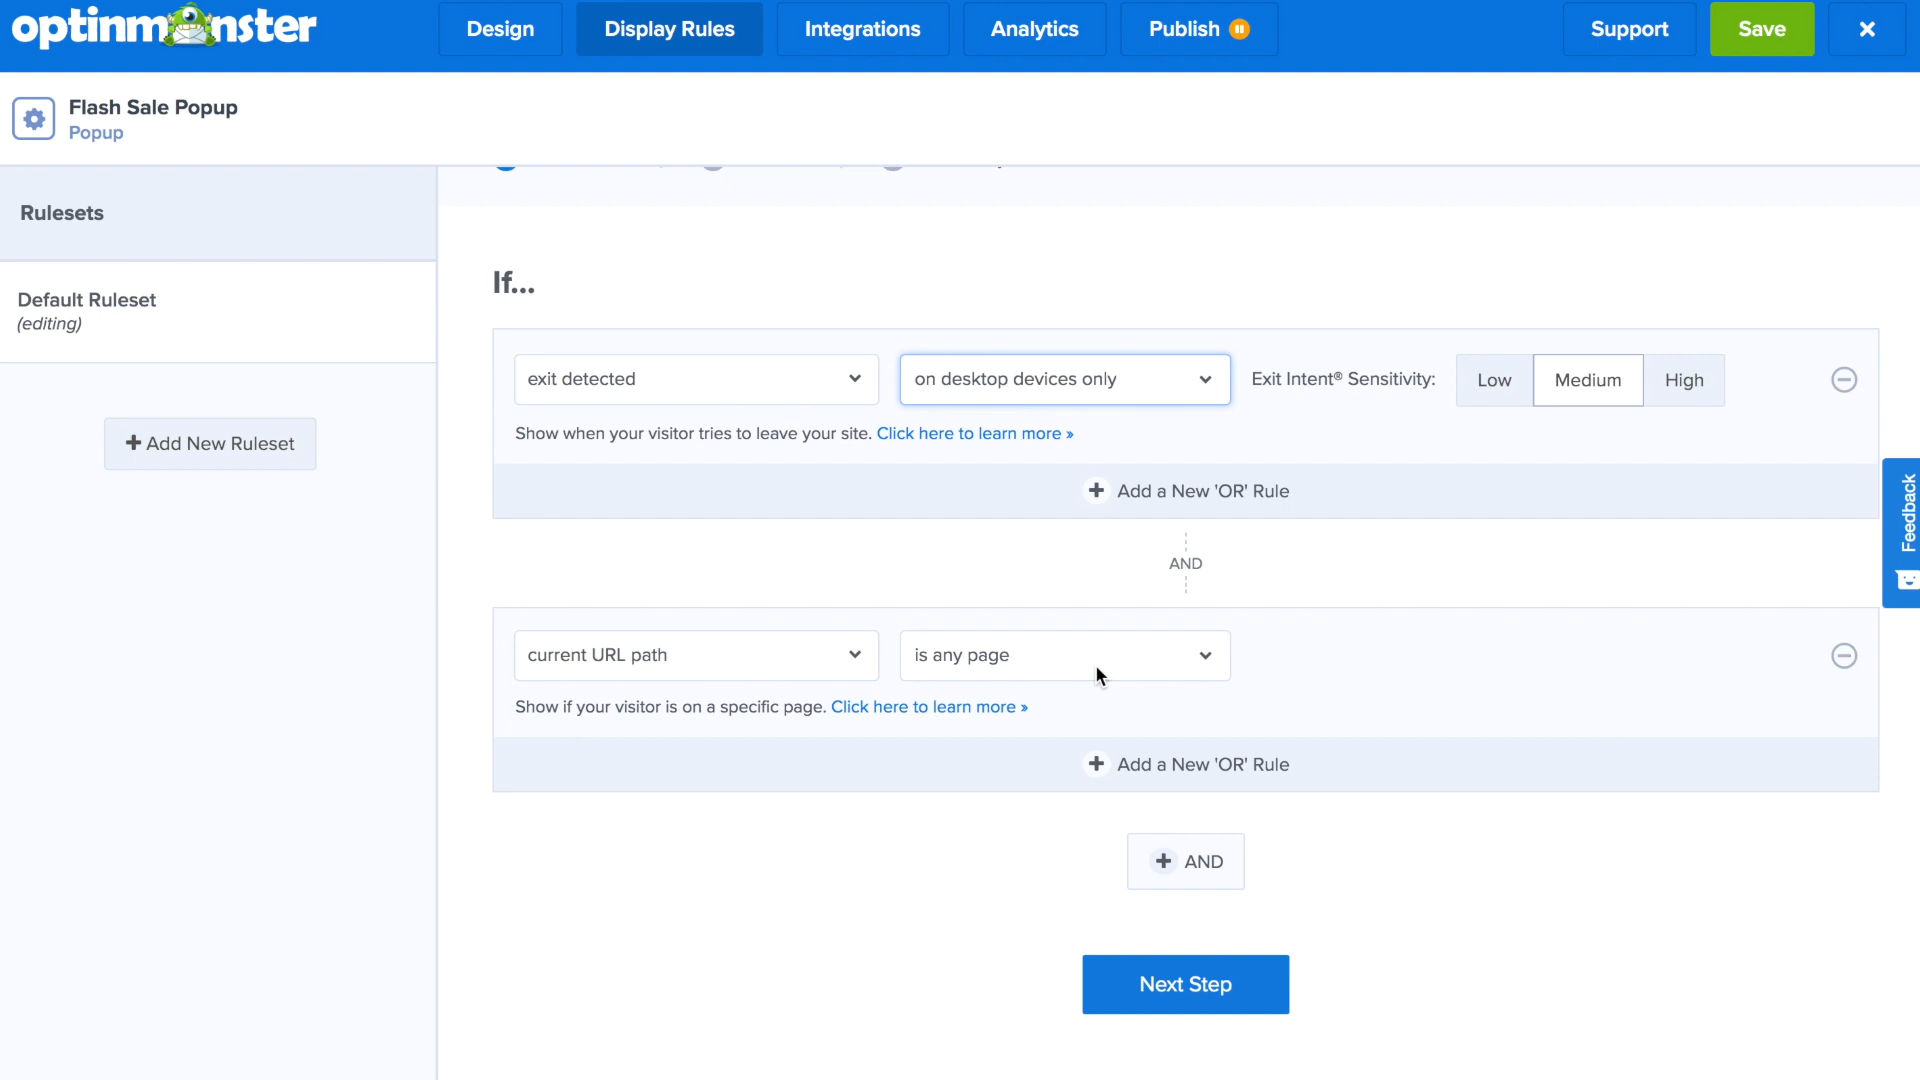 optinmonster
Design
Display Rules
Integrations
Analytics
Publish
Support
Save
Flash Sale Popup
Popup
Rulesets
Default Ruleset
(editing)
Add New Ruleset
If...
exit detected
on desktop devices only
Exit Intent® Sensitivity:
Low
Medium
High
Show when your visitor tries to leave your site. Click here to learn more »
Add a New 'OR' Rule
AND
current URL path
is any page
Show if your visitor is on a specific page. Click here to learn more »
Add a New 'OR' Rule
AND
Next Step
Feedback